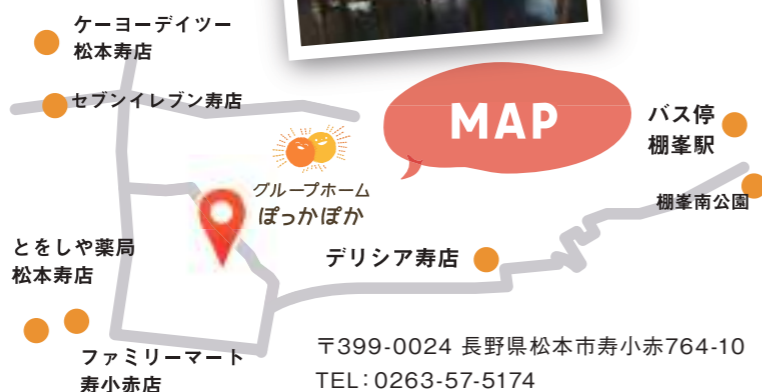 ケーヨーデイツー
松本寿店
セブンイレブン寿店
MAP
バス停
棚峯駅
グループホーム
ぽっかぽか
棚峯南公園
とをしや薬局
松本寿店
デリシア寿店
ファミリーマート
寿小赤店
〒399-0024 長野県松本市寿小赤764-10
TEL：0263-57-5174